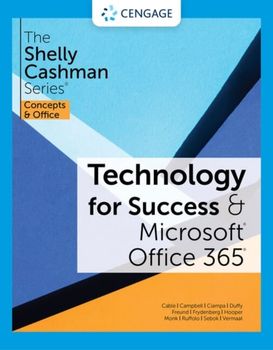 CENGAGE
The
Shelly
Cashman
Series®
Concepts & Office
Technology
for Success &
Microsoft®
Office 365®
Cable | Campbell | Ciampa | Duffy
Freund | Frydenberg | Hooper
Monk | Ruffolo | Sebok | Vermaat